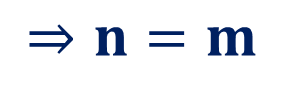 ⇒ n = m